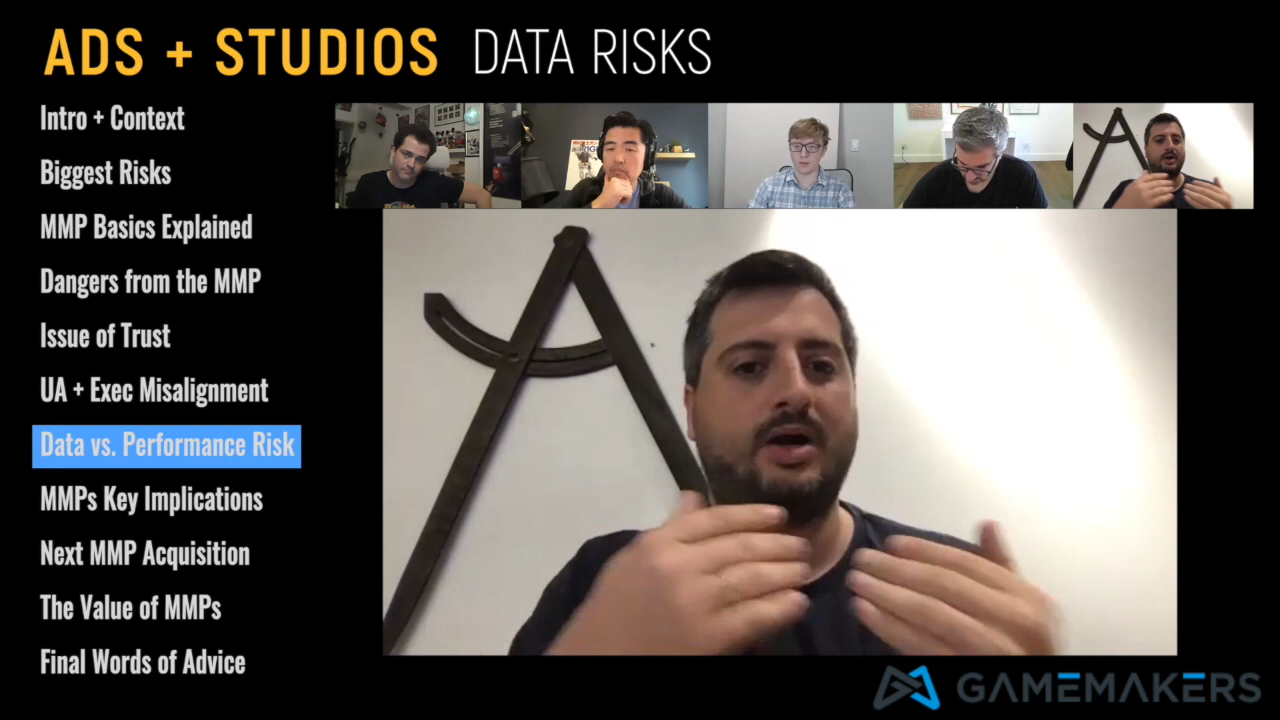 ADS + STUDIOS DATA RISKS
Intro + Context
Biggest Risks
MMP Basics Explained
Dangers from the MMP
Issue of Trust
UA + Exec Misalignment
Data vs. Performance Risk
MMPs Key Implications
Next MMP Acquisition
The Value of MMPs
Final Words of Advice
GAMEMAKERS